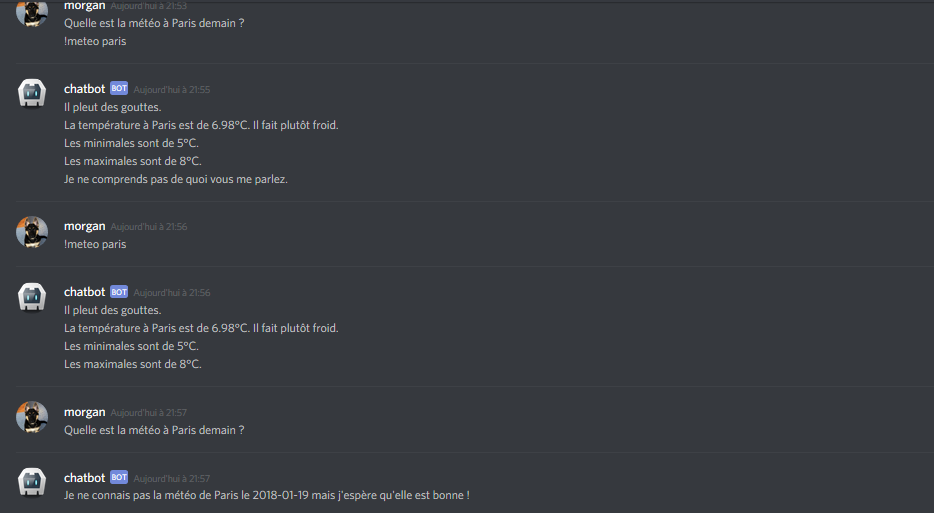 morgan Aujourd'hui à 21:53
Quelle est la météo à Paris demain ?
!meteo paris
chatbot BOT Aujourd'hui à 21:55
Il pleut des gouttes.
La température à Paris est de 6.98°C. Il fait plutôt froid.
Les minimales sont de 5°C.
Les maximales sont de 8°C.
Je ne comprends pas de quoi vous me parlez.
morgan Aujourd'hui à 21:56
!meteo paris
chatbot BOT Aujourd'hui à 21:56
Il pleut des gouttes.
La température à Paris est de 6.98°C. Il fait plutôt froid.
Les minimales sont de 5°C.
Les maximales sont de 8°C.
morgan Aujourd'hui à 21:57
Quelle est la météo à Paris demain ?
chatbot BOT Aujourd'hui à 21:57
Je ne connais pas la météo de Paris le 2018-01-19 mais j'espère qu'elle est bonne !